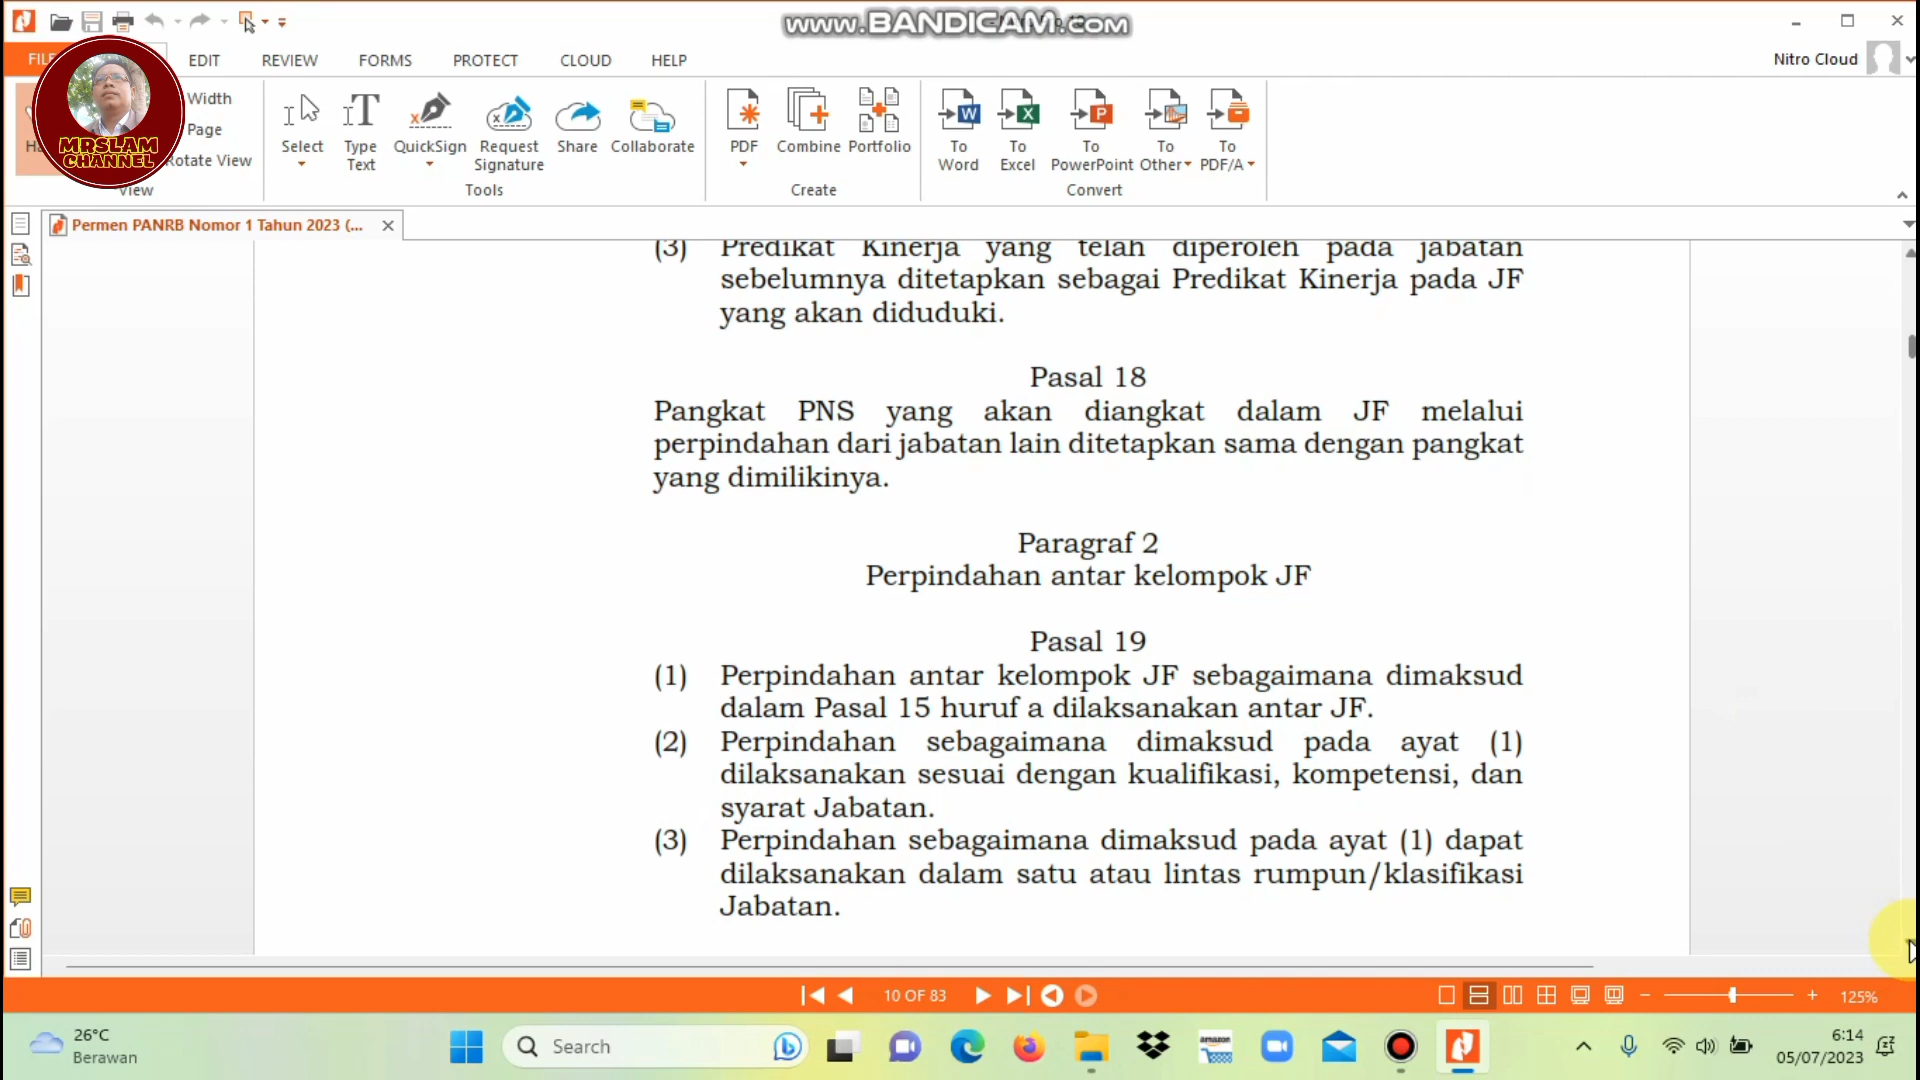 www.BANDICAM.com
FILE
EDIT
REVIEW
FORMS
PROTECT
CLOUD
HELP
Nitro Cloud
MRSLAM
CHANNEL
Width
Page
Rotate View
View
Select
Type
Text
QuickSign
Request
Signature
Share
Collaborate
Tools
PDF
Combine
Portfolio
Create
To
Word
To
Excel
To
PowerPoint
To
Other
To
PDF/A
Convert
Permen PANRB Nomor 1 Tahun 2023 (...
(3) Predikat Kinerja yang telah diperoleh pada jabatan
sebelumnya ditetapkan sebagai Predikat Kinerja pada JF
yang akan diduduki.
Pasal 18
Pangkat PNS yang akan diangkat dalam JF melalui
perpindahan dari jabatan lain ditetapkan sama dengan pangkat
yang dimilikinya.
Paragraf 2
Perpindahan antar kelompok JF
Pasal 19
(1) Perpindahan antar kelompok JF sebagaimana dimaksud
dalam Pasal 15 huruf a dilaksanakan antar JF.
(2) Perpindahan sebagaimana dimaksud pada ayat (1)
dilaksanakan sesuai dengan kualifikasi, kompetensi, dan
syarat Jabatan.
(3) Perpindahan sebagaimana dimaksud pada ayat (1) dapat
dilaksanakan dalam satu atau lintas rumpun/klasifikasi
Jabatan.
10 OF 83
125%
26°C
Berawan
Search
amazon
6:14
05/07/2023